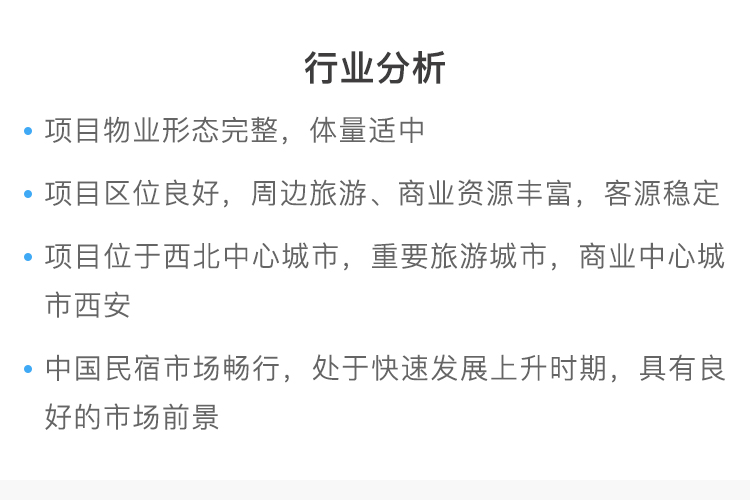 行业分析
项目物业形态完整，体量适中
项目区位良好，周边旅游、商业资源丰富，客源稳定
项目位于西北中心城市，重要旅游城市，商业中心城
市西安
中国民宿市场畅行，处于快速发展上升时期，具有良
好的市场前景